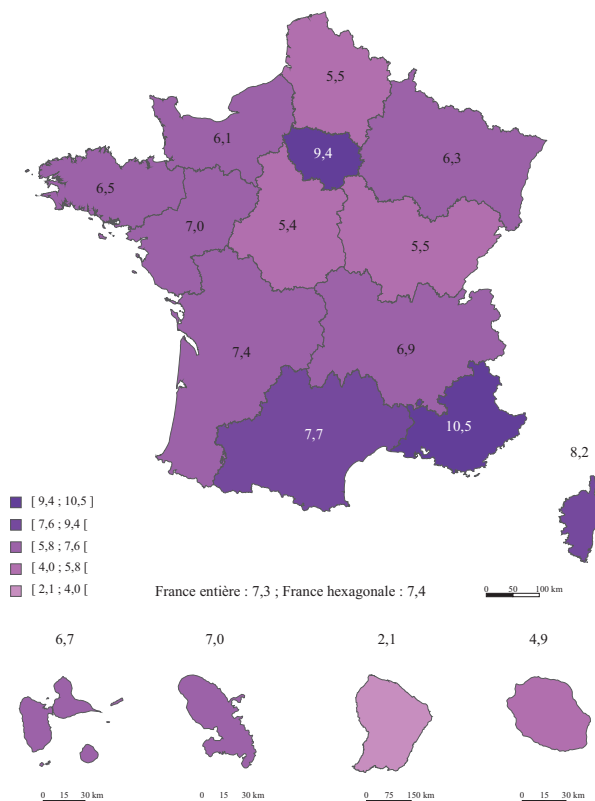 5,5
6,1
9,4
6,3
6,5
7,0
5,4
5,5
7,4
6,9
7,7
10,5
8,2
[ 9,4 ; 10,5 ]
[ 7,6 ; 9,4 [
[ 5,8 ; 7,6 [
[ 4,0 ; 5,8 [
[ 2,1 ; 4,0 [
France entière : 7,3 ; France hexagonale : 7,4
0 50 100 km
6,7 7,0 2,1 4,9
0 15 30 km 0 15 30 km 0 75 150 km 0 15 30 km